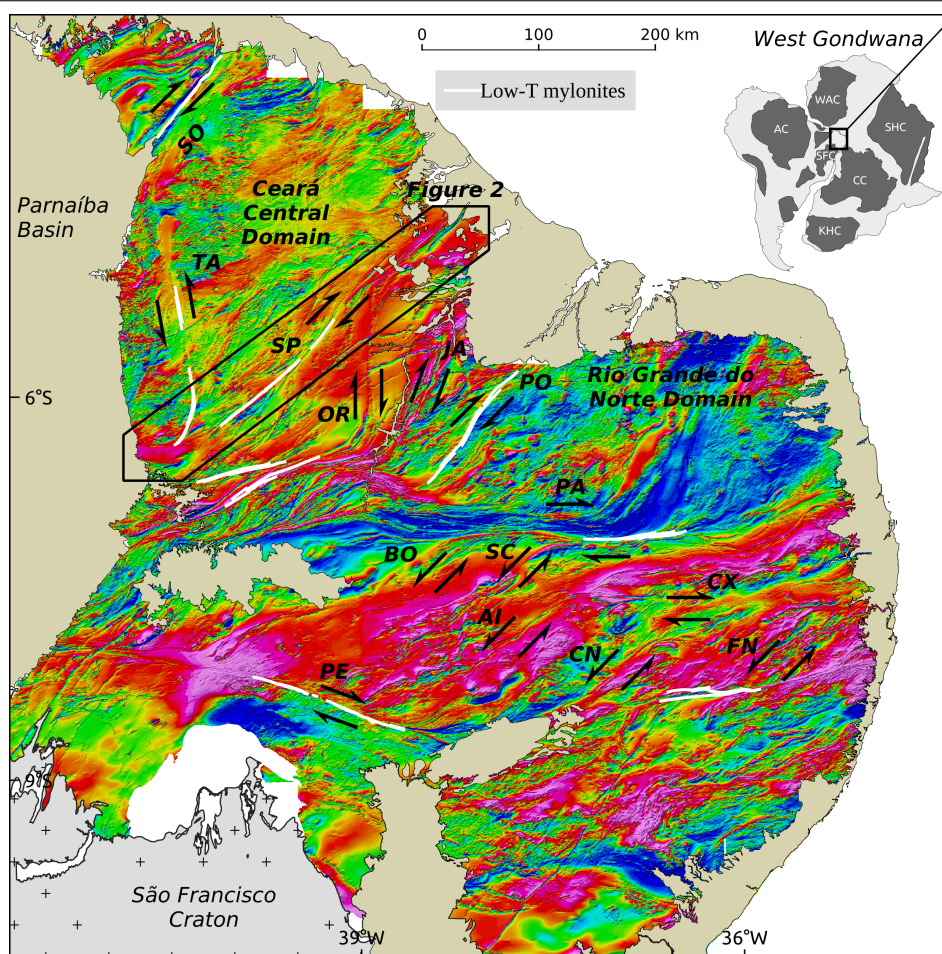 0 100 200 km
West Gondwana
Low-T mylonites
WAC
AC
SHC
SFC
CC
KHC
SO
Ceará
Central
Domain
Figure 2
Parnaíba
Basin
TA
SP
JA
OR
PO
Rio Grande do
Norte Domain
6°S
PA
BO
SC
CX
AI
CN
FN
PE
9°S
São Francisco
Craton
39°W
36°W